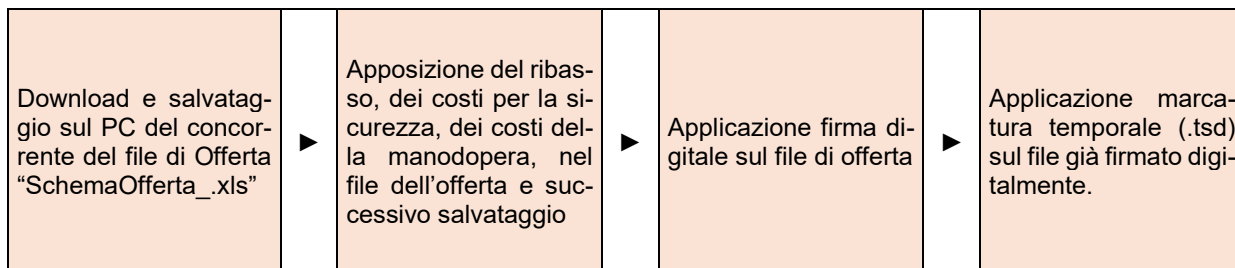 Download e salvatag-
gio sul PC del concor-
rente del file di Offerta
“SchemaOfferta_.xls”
►
Apposizione del ribas-
so, dei costi per la si-
curezza, dei costi del-
la manodopera, nel
file dell’offerta e suc-
cessivo salvataggio
►
Applicazione firma di-
gitale sul file di offerta
►
Applicazione marca-
tura temporale (.tsd)
sul file già firmato digi-
talmente.